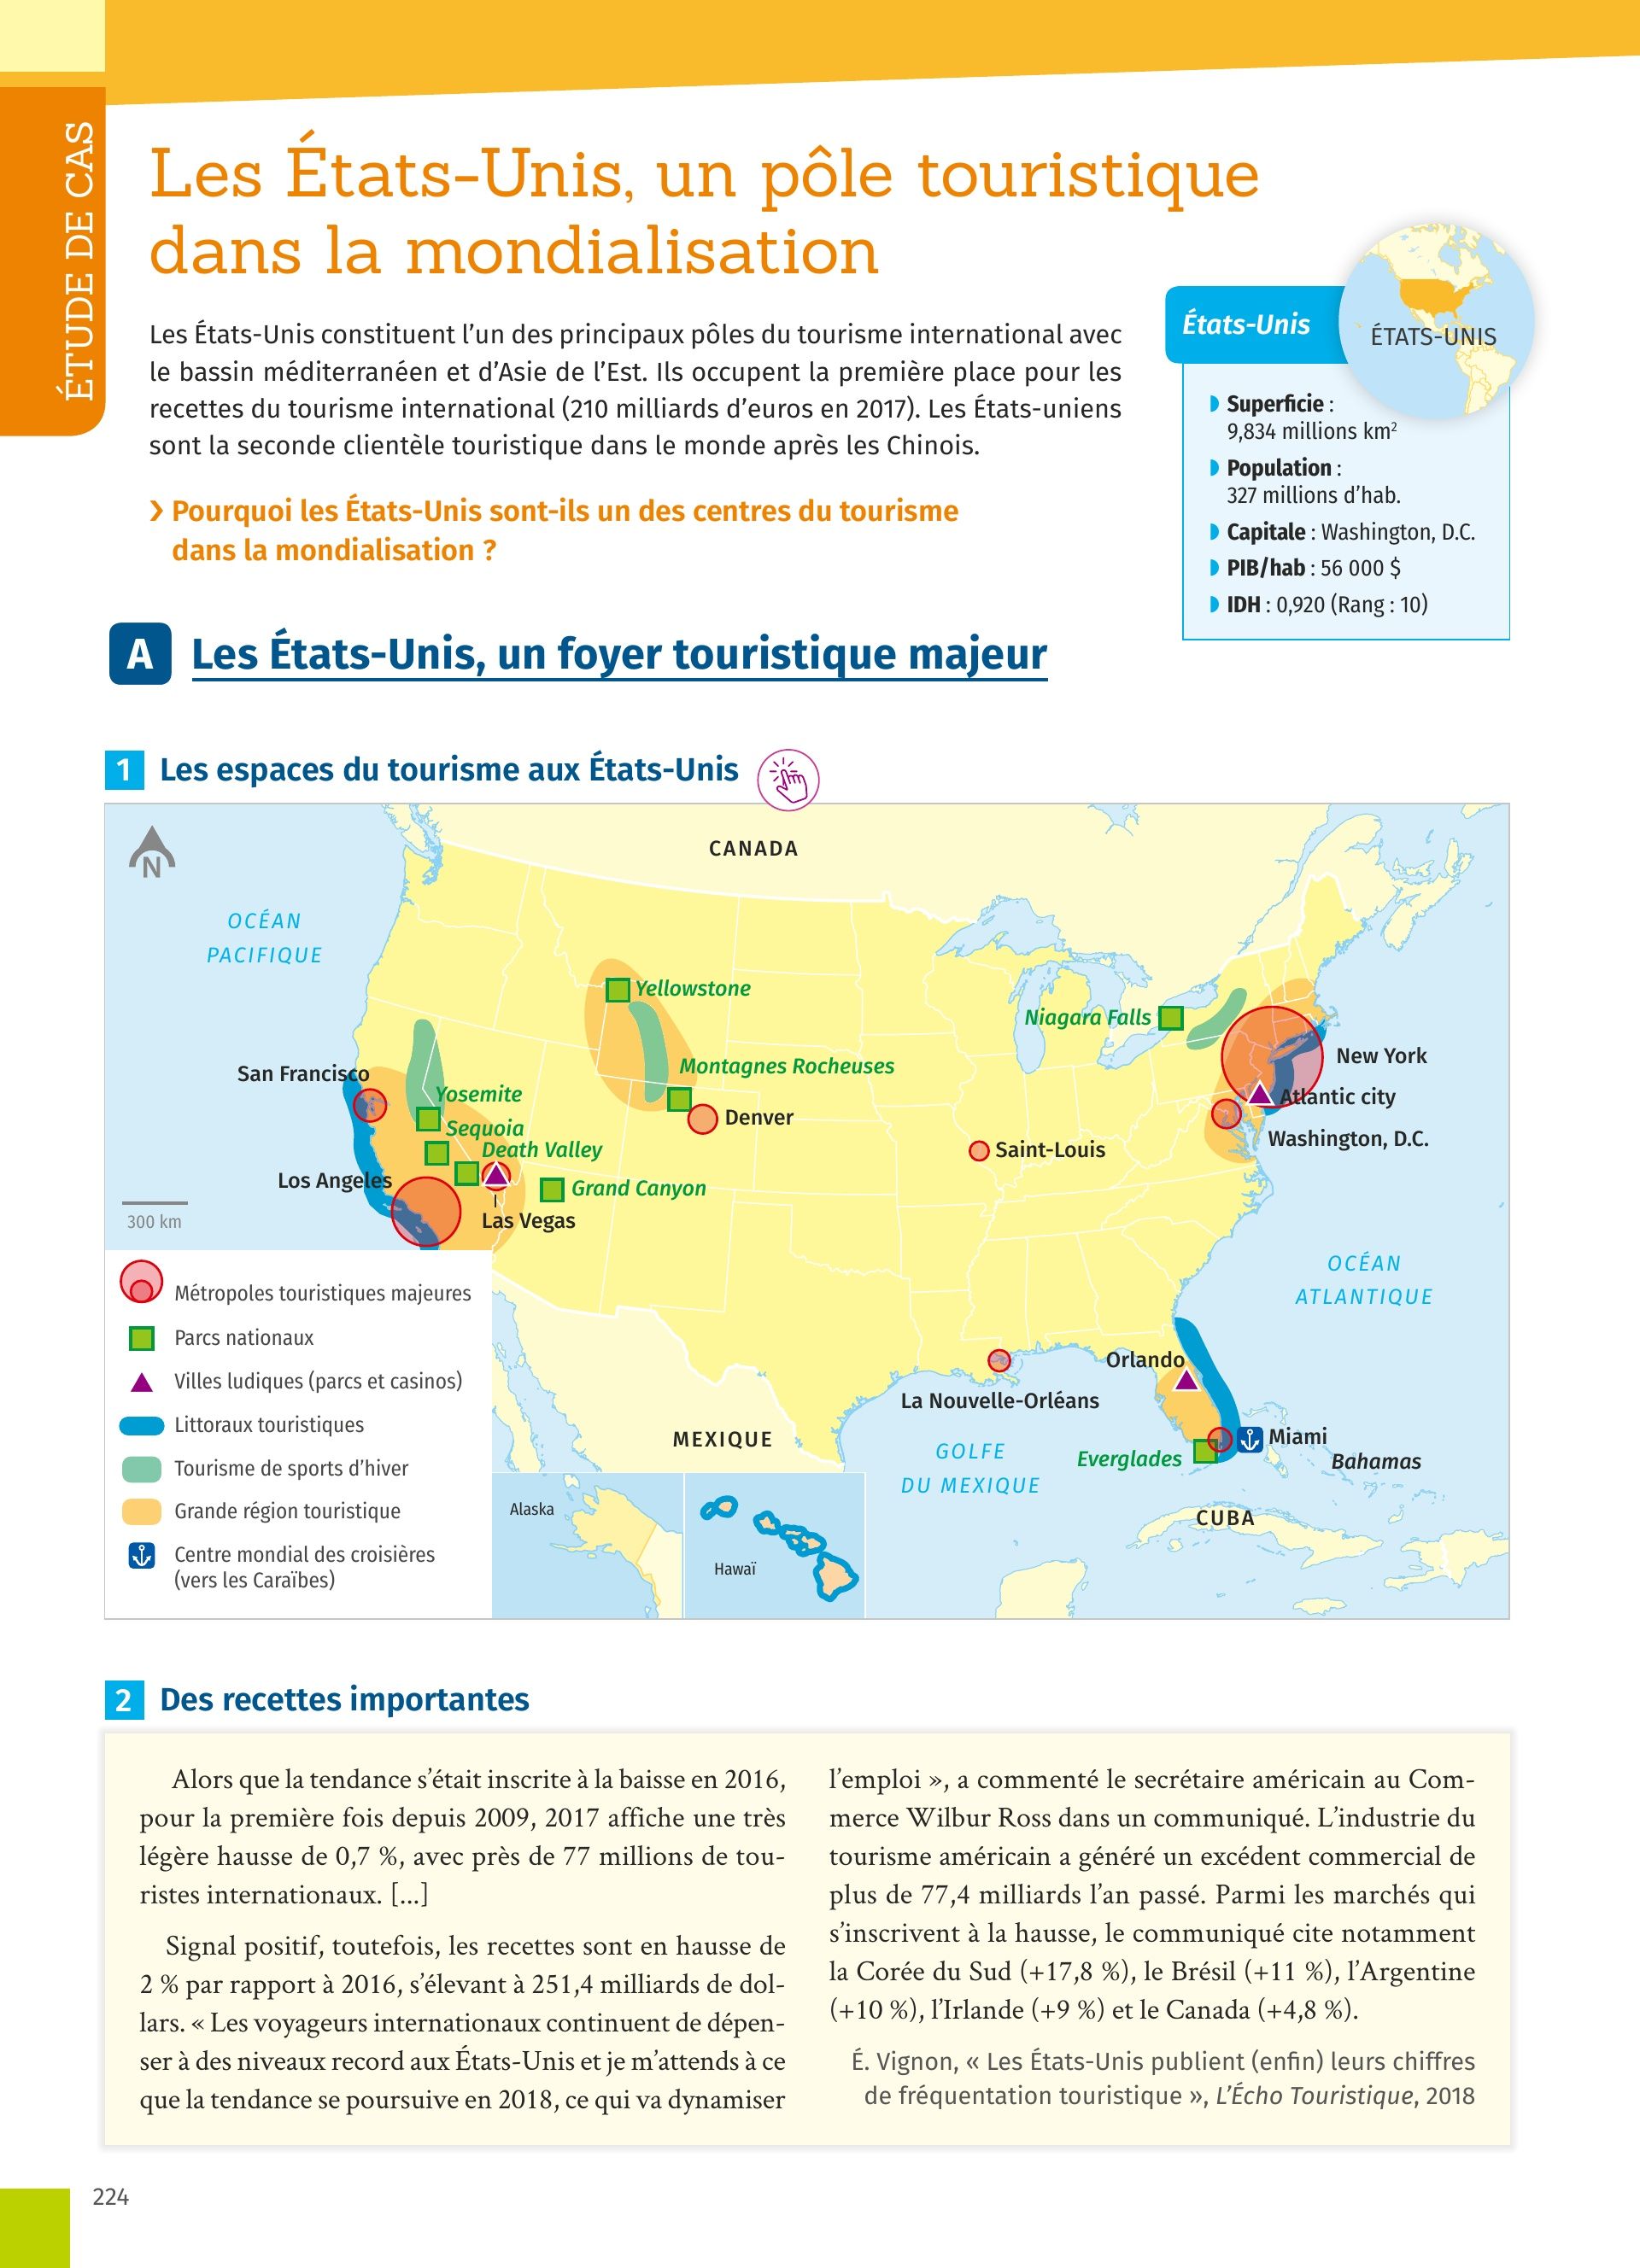 ÉTUDE DE CAS
Les États-Unis, un pôle touristique
dans la mondialisation
Les États-Unis constituent l’un des principaux pôles du tourisme international avec
le bassin méditerranéen et d’Asie de l’Est. Ils occupent la première place pour les
recettes du tourisme international (210 milliards d’euros en 2017). Les États-uniens
sont la seconde clientèle touristique dans le monde après les Chinois.
› Pourquoi les États-Unis sont-ils un des centres du tourisme
dans la mondialisation ?
États-Unis
ÉTATS-UNIS
Superficie :
9,834 millions km²
Population :
327 millions d’hab.
Capitale : Washington, D.C.
PIB/hab : 56 000 $
IDH : 0,920 (Rang : 10)
A Les États-Unis, un foyer touristique majeur
1 Les espaces du tourisme aux États-Unis
N
CANADA
OCÉAN
PACIFIQUE
Yellowstone
Niagara Falls
Montagnes Rocheuses
New York
San Francisco
Yosemite
Atlantic city
Denver
Sequoia
Washington, D.C.
Death Valley
Saint-Louis
Los Angeles
Grand Canyon
Las Vegas
300 km
OCÉAN
ATLANTIQUE
Orlando
La Nouvelle-Orléans
MEXIQUE
Miami
GOLFE
DU MEXIQUE
Everglades
Bahamas
CUBA
Alaska
Hawaï
Métropoles touristiques majeures
Parcs nationaux
Villes ludiques (parcs et casinos)
Littoraux touristiques
Tourisme de sports d’hiver
Grande région touristique
Centre mondial des croisières
(vers les Caraïbes)
2 Des recettes importantes
Alors que la tendance s’était inscrite à la baisse en 2016,
pour la première fois depuis 2009, 2017 affiche une très
légère hausse de 0,7 %, avec près de 77 millions de tou-
ristes internationaux. [...]
Signal positif, toutefois, les recettes sont en hausse de
2 % par rapport à 2016, s’élevant à 251,4 milliards de dol-
lars. « Les voyageurs internationaux continuent de dépen-
ser à des niveaux record aux États-Unis et je m’attends à ce
que la tendance se poursuive en 2018, ce qui va dynamiser
l’emploi », a commenté le secrétaire américain au Com-
merce Wilbur Ross dans un communiqué. L’industrie du
tourisme américain a généré un excédent commercial de
plus de 77,4 milliards l’an passé. Parmi les marchés qui
s’inscrivent à la hausse, le communiqué cite notamment
la Corée du Sud (+17,8 %), le Brésil (+11 %), l’Argentine
(+10 %), l’Irlande (+9 %) et le Canada (+4,8 %).
É. Vignon, « Les États-Unis publient (enfin) leurs chiffres
de fréquentation touristique », L’Écho Touristique, 2018
224